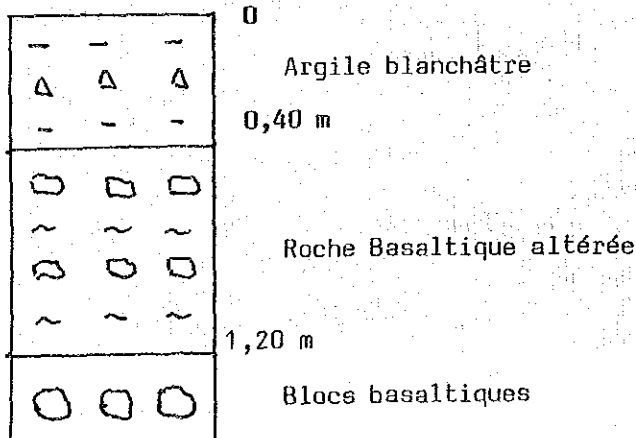 0
Argile blanchâtre
0,40 m
Roche Basaltique altérée
1,20 m
Blocs basaltiques